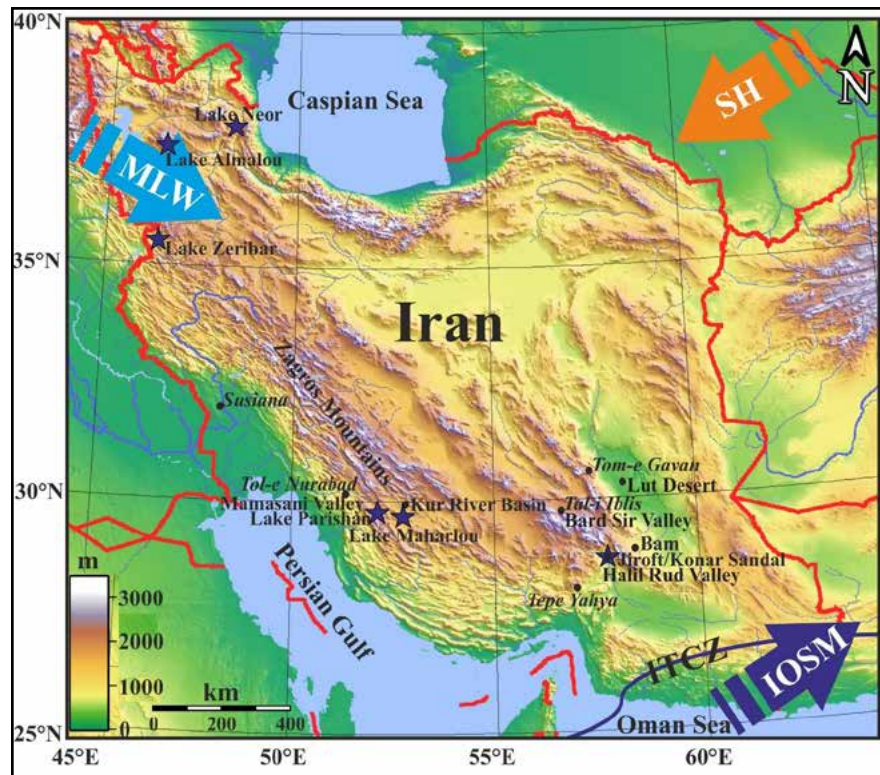 40°N
Caspian Sea
SH
N
Lake Neor
Lake Almalou
MLW
35°N
Lake Zeribar
Iran
Zagros Mountains
Susiana
Tom-e Gavan
Lut Desert
30°N
Tol-e Nurabad
Mamasani Valley
Kur River Basin
Tal-i Iblis
Lake Parishan
Bard Sir Valley
Lake Maharlou
Bam
Jiroft/Konar Sandal
Halil Rud Valley
Tepe Yahya
Persian Gulf
m
3000
2000
1000
0
km
0 200 400
ITCZ
IOSM
Oman Sea
25°N
45°E
50°E
55°E
60°E